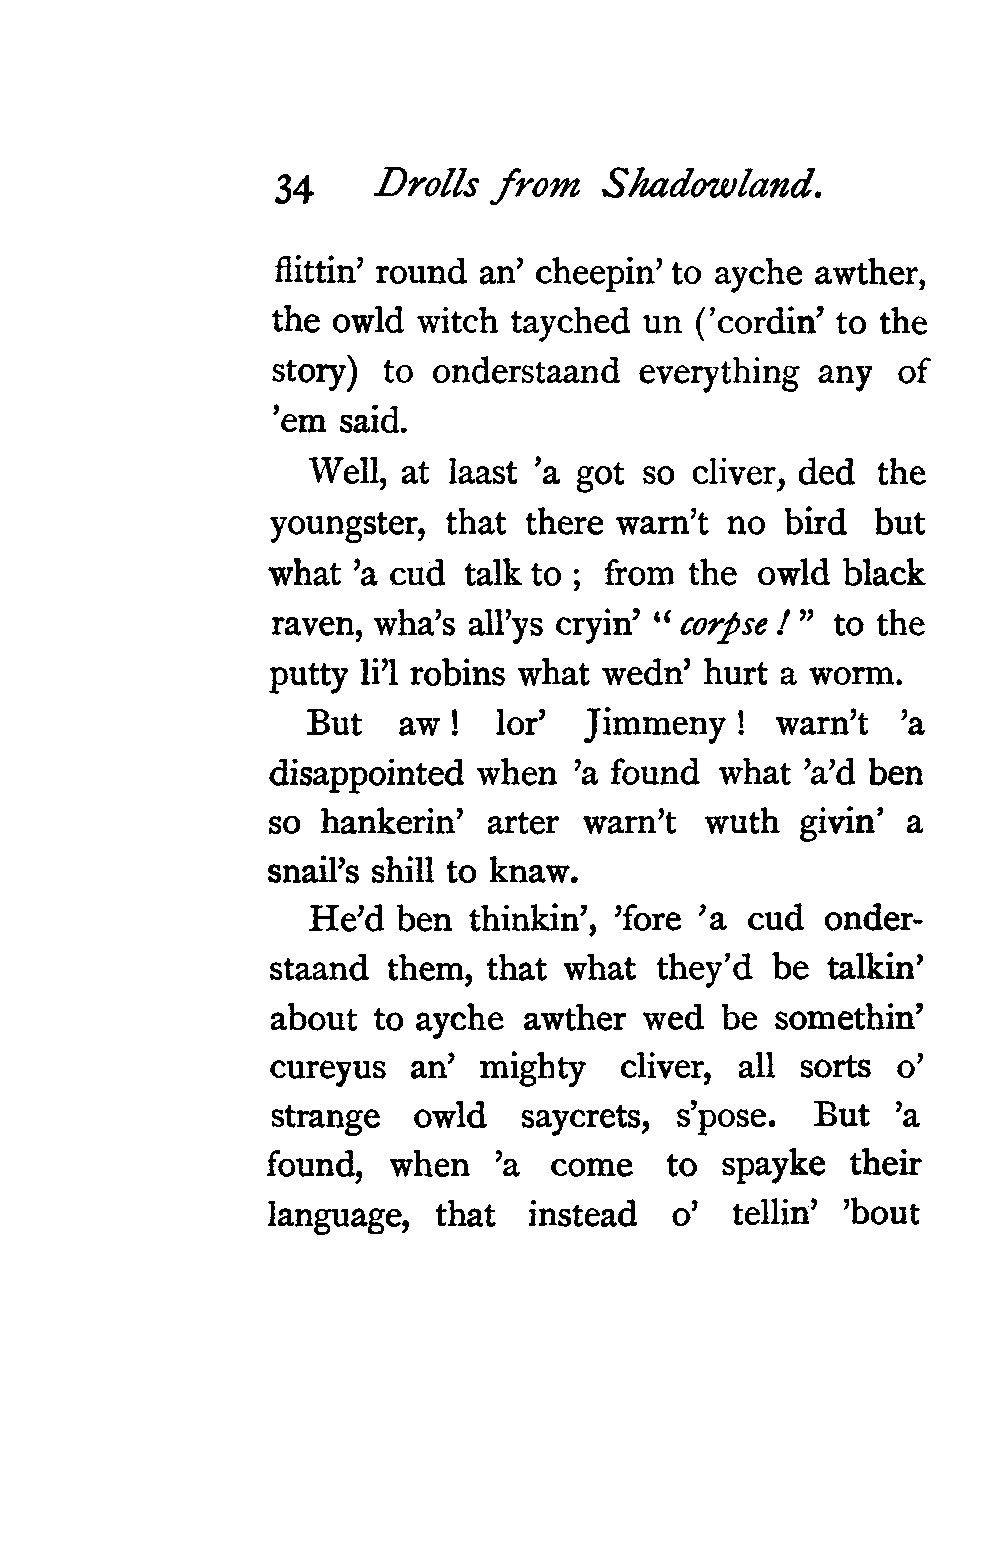 34 Drolls from Shadowland.
flittin' round an' cheepin' to ayche awther,
the owld witch tayched un ('cordin' to the
story) to onderstaand everything any of
'em said.
Well, at laast 'a got so cliver, ded the
youngster, that there warn't no bird but
what 'a cud talk to ; from the owld black
raven, wha's all'ys cryin' "corpse!" to the
putty li'l robins what wedn' hurt a worm.
But aw! lor' Jimmeny! warn't 'a
disappointed when 'a found what 'a'd ben
so hankerin' arter warn't wuth givin' a
snail's shill to knaw.
He'd ben thinkin', 'fore 'a cud onder-
staand them, that what they'd be talkin'
about to ayche awther wed be somethin'
cureyus an' mighty cliver, all sorts o'
strange owld saycrets, s'pose. But 'a
found, when 'a come to spayke their
language, that instead o' tellin' 'bout